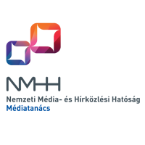 NMHH
Nemzeti Média- és Hírközlési Hatóság
Médiatanács